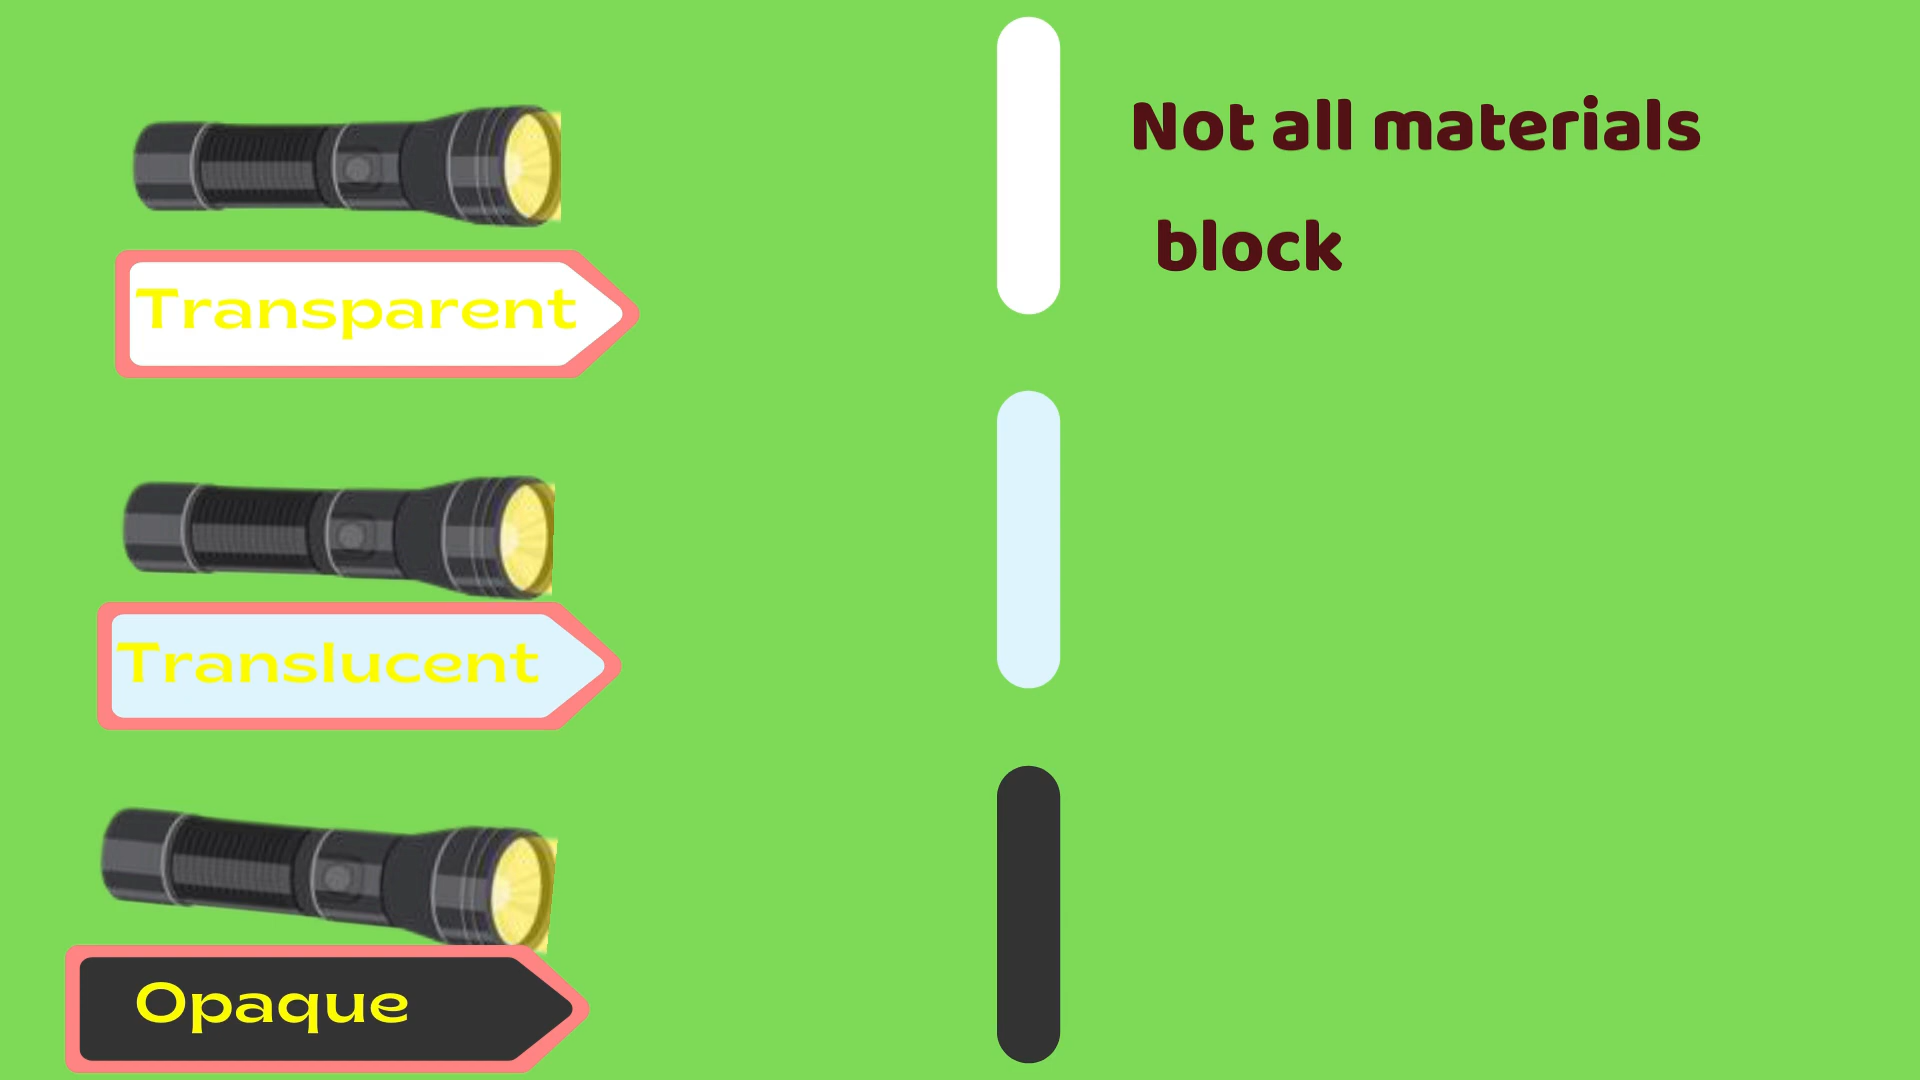 Not all materials
block
Transparent
Translucent
Opaque